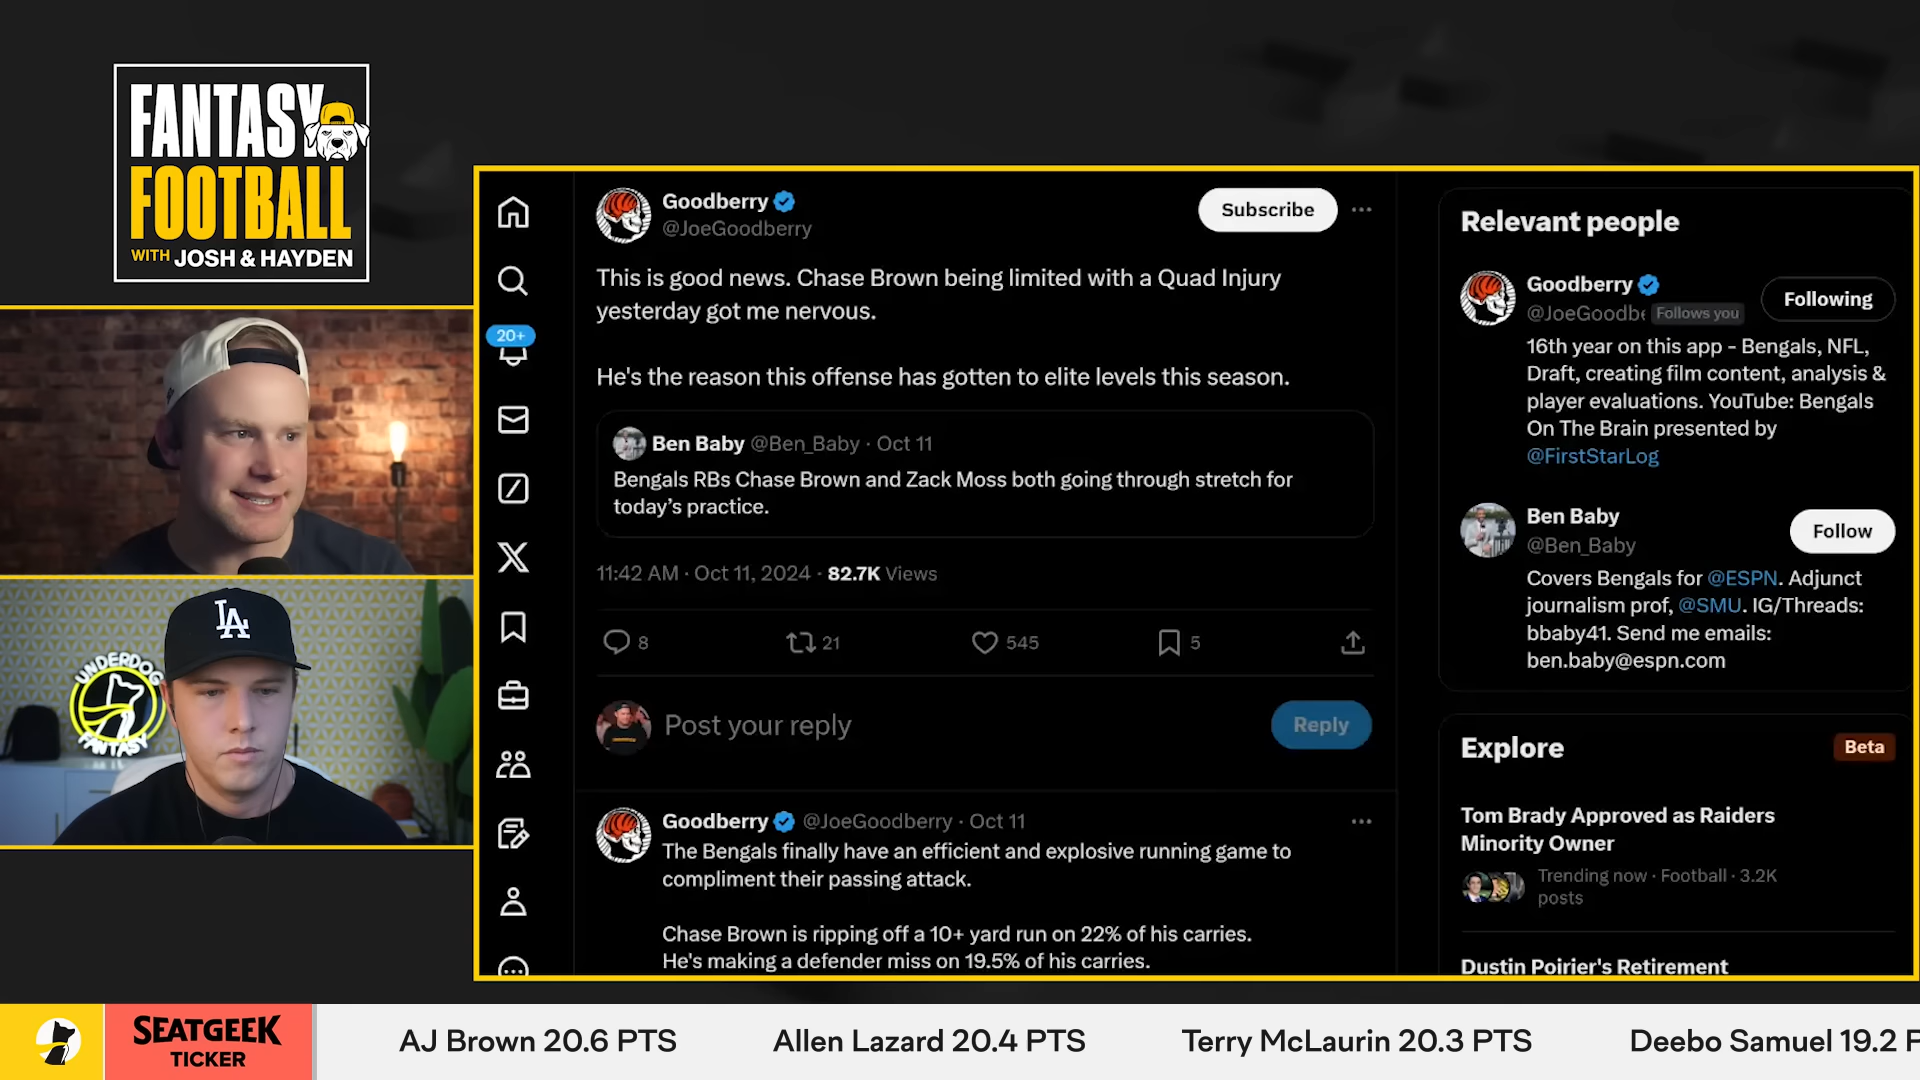 FANTASY
FOOTBALL
WITH JOSH & HAYDEN
LA
UNDERDOG
FANTASY
20+
Goodberry
@JoeGoodberry
Subscribe
This is good news. Chase Brown being limited with a Quad Injury
yesterday got me nervous.
He's the reason this offense has gotten to elite levels this season.
Ben Baby @Ben_Baby · Oct 11
Bengals RBs Chase Brown and Zack Moss both going through stretch for
today's practice.
11:42 AM · Oct 11, 2024 · 82.7K Views
8
21
545
5
Post your reply
Reply
Goodberry @JoeGoodberry · Oct 11
The Bengals finally have an efficient and explosive running game to
compliment their passing attack.
Chase Brown is ripping off a 10+ yard run on 22% of his carries.
He's making a defender miss on 19.5% of his carries.
Relevant people
Goodberry
@JoeGoodbe Follows you
Following
16th year on this app - Bengals, NFL,
Draft, creating film content, analysis &
player evaluations. YouTube: Bengals
On The Brain presented by
@FirstStarLog
Ben Baby
@Ben_Baby
Follow
Covers Bengals for @ESPN. Adjunct
journalism prof, @SMU. IG/Threads:
bbaby41. Send me emails:
ben.baby@espn.com
Explore
Beta
Tom Brady Approved as Raiders
Minority Owner
Trending now · Football · 3.2K
posts
Dustin Poirier's Retirement
SEATGEEK
TICKER
AJ Brown 20.6 PTS
Allen Lazard 20.4 PTS
Terry McLaurin 20.3 PTS
Deebo Samuel 19.2 P